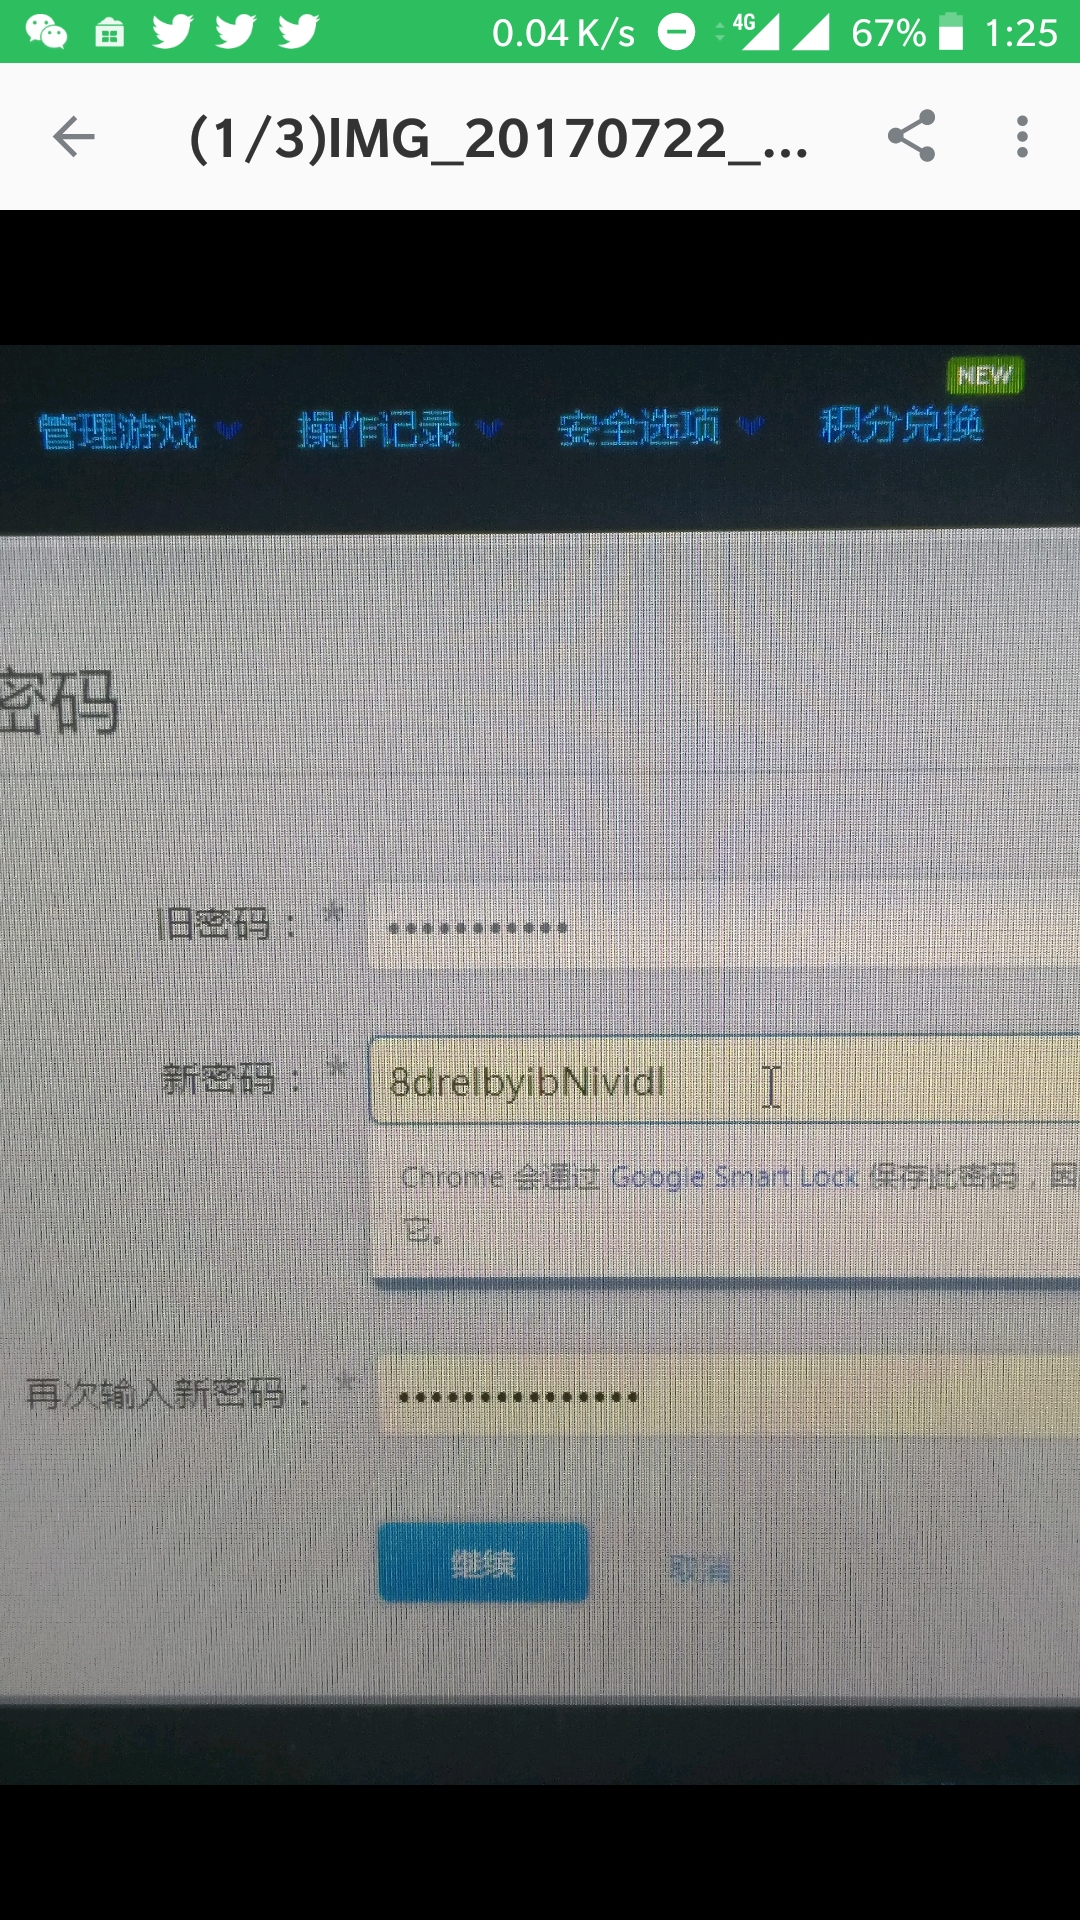 0.04 K/s 4G 67% 1:25
(1/3)IMG_20170722_...
NEW
管理游戏 操作记录 安全选项 积分兑换
密码
旧密码： * •••••••••••
新密码： * 8drelbyibNividl
Chrome 会通过 Google Smart Lock 保存此密码，因
它。
再次输入新密码： * •••••••••••••••
继续 取消